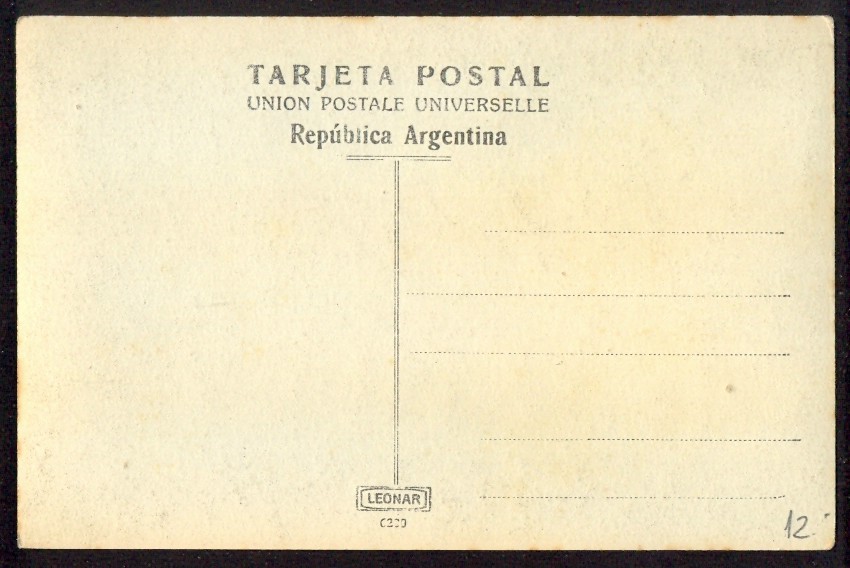 TARJETA POSTAL
UNION POSTALE UNIVERSELLE
República Argentina
LEONAR
12